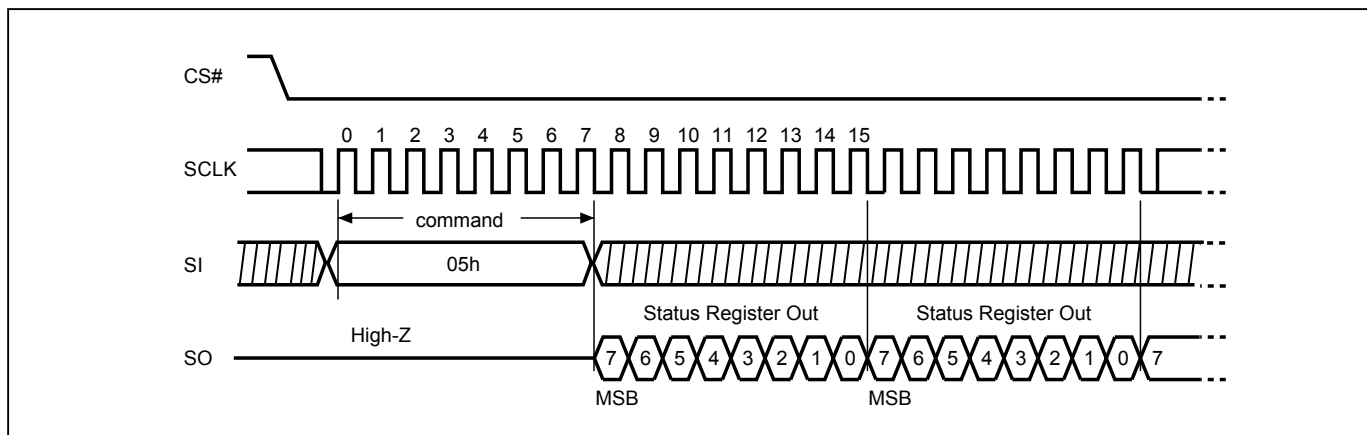 CS#
0 1 2 3 4 5 6 7 8 9 10 11 12 13 14 15
SCLK
command
SI
05h
Status Register Out Status Register Out
High-Z
SO
7 6 5 4 3 2 1 0 7 6 5 4 3 2 1 0 7
MSB MSB